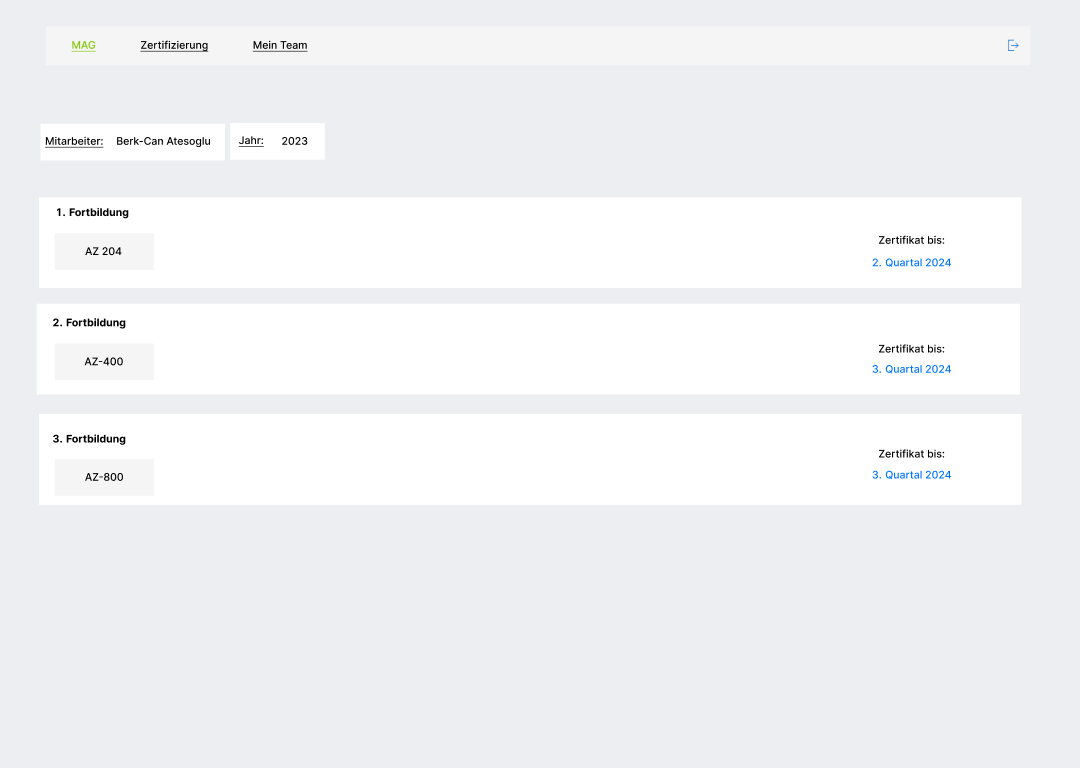 MAG Zertifizierung Mein Team
Mitarbeiter: Berk-Can Atesoglu Jahr: 2023
1. Fortbildung
AZ 204
Zertifikat bis:
2. Quartal 2024
2. Fortbildung
AZ-400
Zertifikat bis:
3. Quartal 2024
3. Fortbildung
AZ-800
Zertifikat bis:
3. Quartal 2024